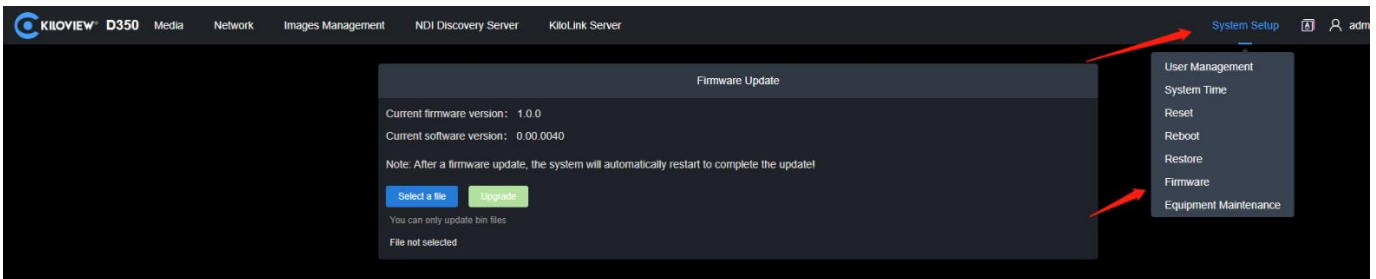 KILOVIEW® D350 Media Network Images Management NDI Discovery Server KiloLink Server System Setup A adm
Firmware Update
Current firmware version: 1.0.0
Current software version: 0.00.0040
Note: After a firmware update, the system will automatically restart to complete the update!
Select a file Upgrade
You can only update bin files
File not selected
User Management
System Time
Reset
Reboot
Restore
Firmware
Equipment Maintenance